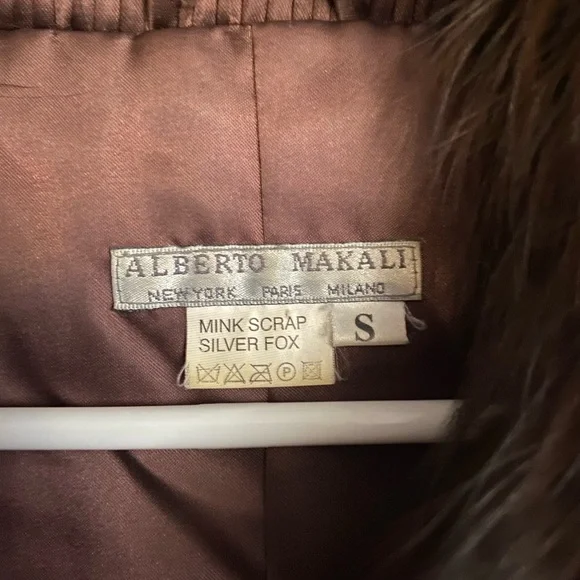 ALBERTO MAKALI
NEW YORK PARIS MILANO
MINK SCRAP
SILVER FOX
S
P